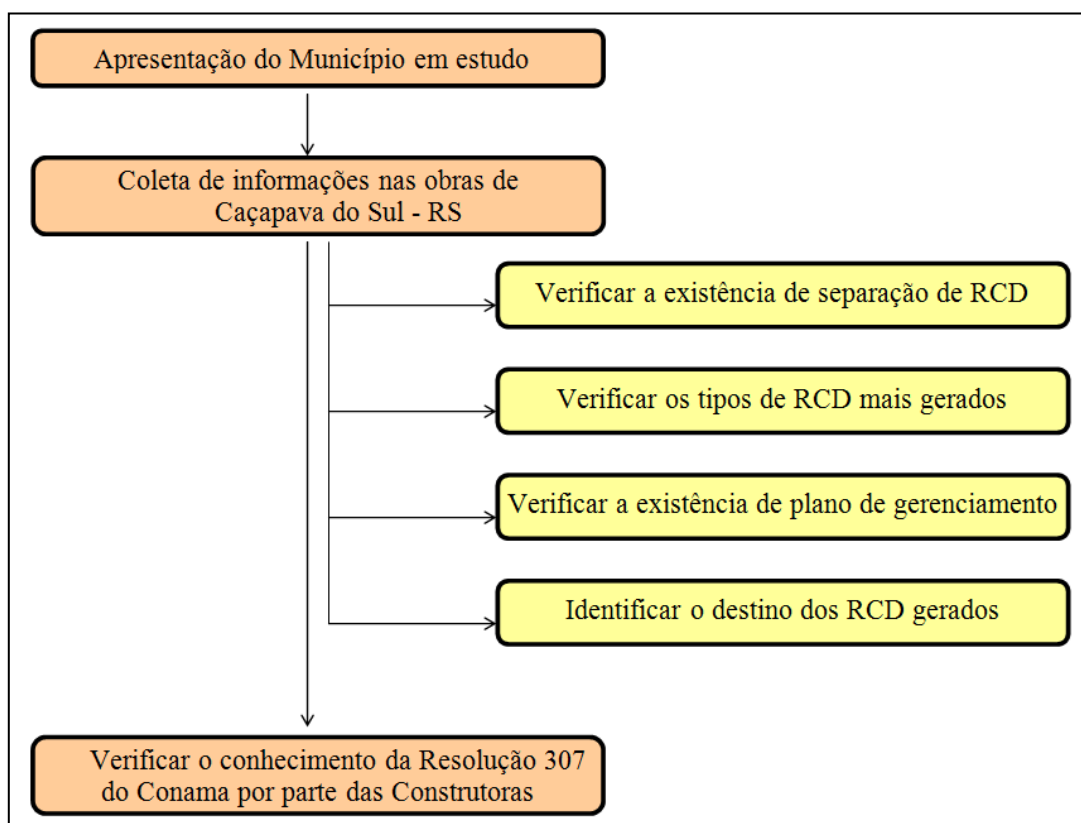 Apresentação do Município em estudo
Coleta de informações nas obras de
Caçapava do Sul - RS
Verificar a existência de separação de RCD
Verificar os tipos de RCD mais gerados
Verificar a existência de plano de gerenciamento
Identificar o destino dos RCD gerados
Verificar o conhecimento da Resolução 307
do Conama por parte das Construtoras